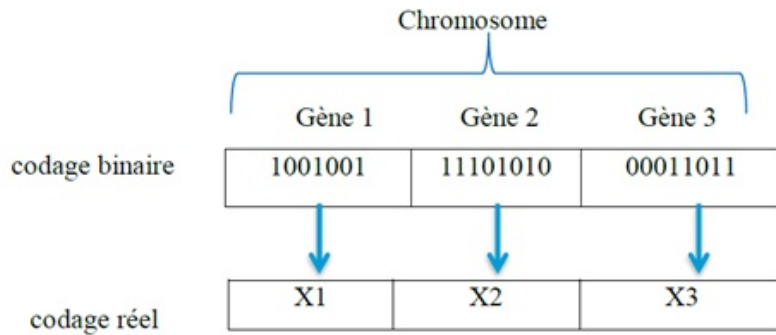 Chromosome
Gène 1 Gène 2 Gène 3
codage binaire 1001001 11101010 00011011
X1 X2 X3
codage réel